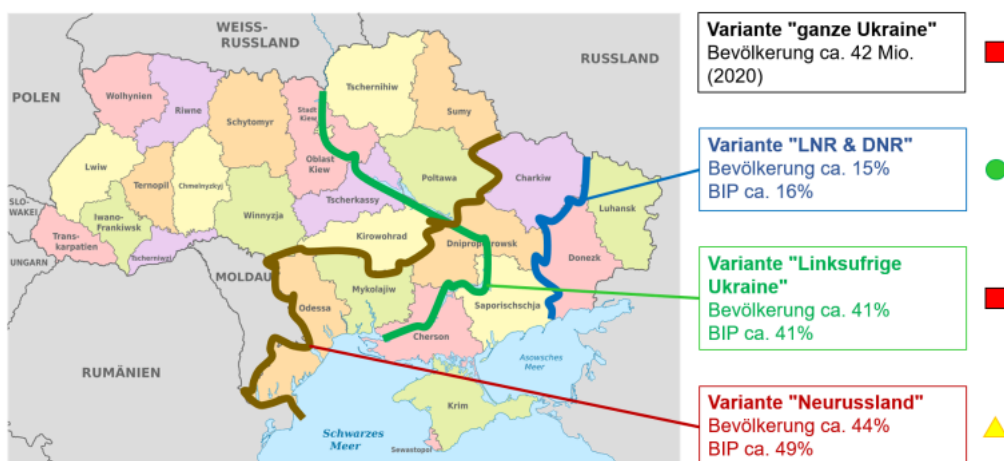 WEISS-
RUSSLAND
RUSSLAND
POLEN
SLO-
WAKEI
UNGARN
MOLDAU
RUMÄNIEN
Wolhynien
Riwne
Schytomyr
Stadt
Kiew
Oblast
Kiew
Tschernihiw
Sumy
Lwiw
Ternopil
Chmelnyzkyj
Winnyzja
Tscherkassy
Poltawa
Charkiw
Luhansk
Iwano-
Frankiwsk
Trans-
karpatien
Tscherniwzi
Kirowohrad
Dnipropetrowsk
Donezk
Odessa
Mykolajiw
Saporischschja
Cherson
Krim
Sewastopol
Asowsches
Meer
Schwarzes
Meer
Variante "ganze Ukraine"
Bevölkerung ca. 42 Mio.
(2020)
Variante "LNR & DNR"
Bevölkerung ca. 15%
BIP ca. 16%
Variante "Linksufrige
Ukraine"
Bevölkerung ca. 41%
BIP ca. 41%
Variante "Neurussland"
Bevölkerung ca. 44%
BIP ca. 49%